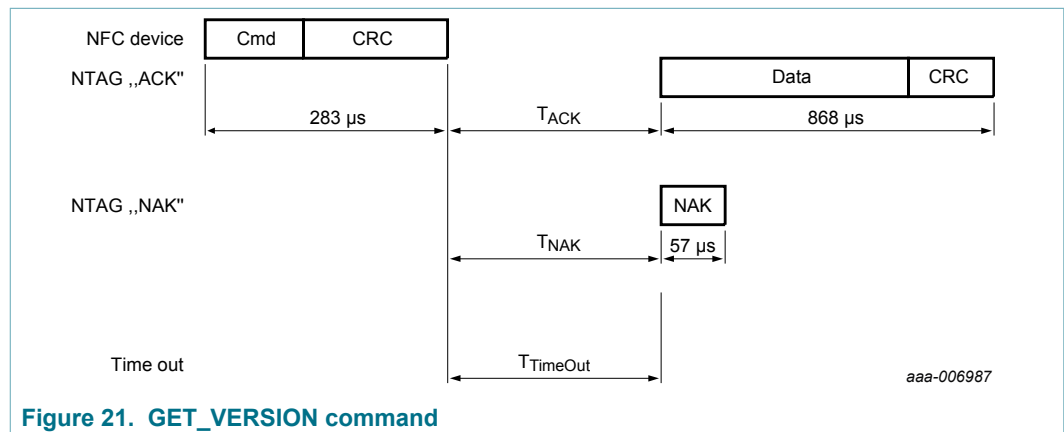 NFC device Cmd CRC
NTAG ,,ACK" Data CRC
283 µs TACK 868 µs
NTAG ,,NAK" NAK
TNAK 57 µs
Time out TTimeOut
aaa-006987
Figure 21. GET_VERSION command